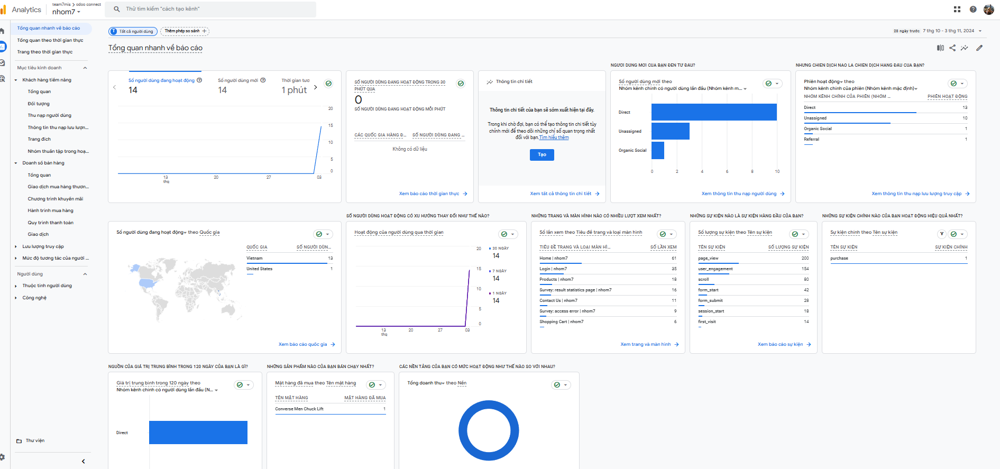 Analytics
team7mis > odoo connect
nhom7
Thử tìm kiếm "cách tạo kênh"
Tổng quan nhanh về báo cáo
Tổng quan theo thời gian thực
Trang theo thời gian thực
Mục tiêu kinh doanh
Khách hàng tiềm năng
Tổng quan
Đối tượng
Thu nạp người dùng
Thông tin thu nạp lưu lượn...
Trang đích
Nhóm thuần tập trong hoạ...
Doanh số bán hàng
Tổng quan
Giao dịch mua hàng thươn...
Chương trình khuyến mãi
Hành trình mua hàng
Quy trình thanh toán
Giao dịch
Lưu lượng truy cập
Mức độ tương tác của người ...
Người dùng
Thuộc tính người dùng
Công nghệ
Thư viện
T Tất cả người dùng
Thêm phép so sánh +
28 ngày trước 7 thg 10 - 3 thg 11, 2024
Tổng quan nhanh về báo cáo
Số người dùng đang hoạt động
14
Số người dùng mới
14
Thời gian tươ
1 phút
20
15
10
5
0
13
thg
20
27
03
SỐ NGƯỜI DÙNG ĐANG HOẠT ĐỘNG TRONG 30
PHÚT QUA
0
SỐ NGƯỜI DÙNG ĐANG HOẠT ĐỘNG MỖI PHÚT
CÁC QUỐC GIA HÀNG Đ... SỐ NGƯỜI DÙNG ĐANG ...
Không có dữ liệu
Xem báo cáo thời gian thực
Thông tin chi tiết
Thông tin chi tiết của bạn sẽ sớm xuất hiện tại đây.
Trong khi chờ đợi, bạn có thể tạo thông tin chi tiết tùy
chỉnh mới để theo dõi những chỉ số quan trọng nhất
đối với bạn.Tìm hiểu thêm
Tạo
Xem tất cả thông tin chi tiết
NGƯỜI DÙNG MỚI CỦA BẠN ĐẾN TỪ ĐÂU?
Số người dùng mới theo
Nhóm kênh chính có người dùng lần đầu (Nhóm kênh m...
Direct
Unassigned
Organic Social
0 2 4 6 8 10
Xem thông tin thu nạp người dùng
NHỮNG CHIẾN DỊCH NÀO LÀ CHIẾN DỊCH HÀNG ĐẦU CỦA BẠN?
Phiên hoạt động theo
Nhóm kênh chính của phiên (Nhóm kênh mặc định)
NHÓM KÊNH CHÍNH CỦA PHIÊN (NHÓM ... PHIÊN HOẠT ĐỘNG
Direct 13
Unassigned 10
Organic Social 1
Referral 1
Xem thông tin thu nạp lưu lượng truy cập
Số người dùng đang hoạt động theo Quốc gia
QUỐC GIA SỐ NGƯỜI DÙN...
Vietnam 13
United States 1
Xem báo cáo quốc gia
SỐ NGƯỜI DÙNG HOẠT ĐỘNG CÓ XU HƯỚNG THAY ĐỔI NHƯ THẾ NÀO?
Hoạt động của người dùng qua thời gian
20
15
10
5
0
13
thg
20
27
03
30 NGÀY
14
7 NGÀY
14
1 NGÀY
14
NHỮNG TRANG VÀ MÀN HÌNH NÀO CÓ NHIỀU LƯỢT XEM NHẤT?
Số lần xem theo Tiêu đề trang và loại màn hình
TIÊU ĐỀ TRANG VÀ LOẠI MÀN HÌ... SỐ LẦN XEM
Home | nhom7 61
Login | nhom7 35
Products | nhom7 18
Survey: result statistics page | nhom7 16
Contact Us | nhom7 11
Survey: access error | nhom7 9
Shopping Cart | nhom7 6
Xem trang và màn hình
NHỮNG SỰ KIỆN NÀO LÀ SỰ KIỆN HÀNG ĐẦU CỦA BẠN?
Số lượng sự kiện theo Tên sự kiện
TÊN SỰ KIỆN SỐ LƯỢNG SỰ KIỆN
page_view 200
user_engagement 154
scroll 80
form_start 42
form_submit 28
session_start 18
first_visit 14
Xem báo cáo sự kiện
NHỮNG SỰ KIỆN CHÍNH NÀO CỦA BẠN HOẠT ĐỘNG HIỆU QUẢ NHẤT?
Sự kiện chính theo Tên sự kiện
TÊN SỰ KIỆN SỰ KIỆN CHÍNH
purchase 1
NGUỒN CỦA GIÁ TRỊ TRUNG BÌNH TRONG 120 NGÀY CỦA BẠN LÀ GÌ?
Giá trị trung bình trong 120 ngày theo
Nhóm kênh chính có người dùng lần đầu (N...
Direct
NHỮNG SẢN PHẨM NÀO CỦA BẠN BÁN CHẠY NHẤT?
Mặt hàng đã mua theo Tên mặt hàng
TÊN MẶT HÀNG MẶT HÀNG ĐÃ MUA
Converse Men Chuck Lift 1
CÁC NỀN TẢNG CỦA BẠN CÓ MỨC HOẠT ĐỘNG NHƯ THẾ NÀO SO VỚI NHAU?
Tổng doanh thu theo Nền